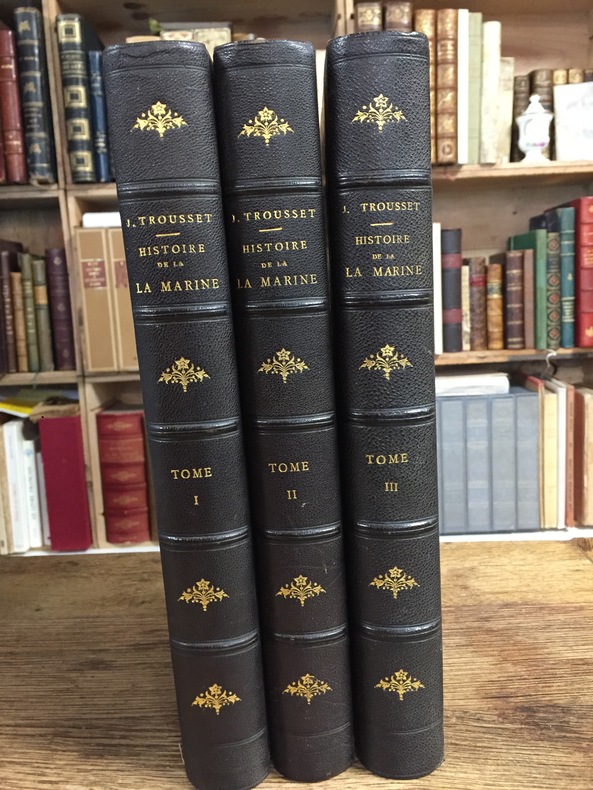 J. TROUSSET
HISTOIRE
DE LA
LA MARINE
TOME
I
J. TROUSSET
HISTOIRE
DE LA
LA MARINE
TOME
II
J. TROUSSET
HISTOIRE
DE LA
LA MARINE
TOME
III